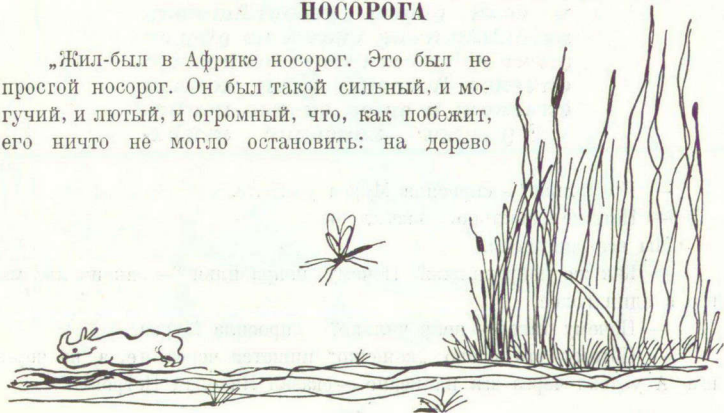 НОСОРОГА
„Жил-был в Африке носорог. Это был не
простой носорог. Он был такой сильный, и мо-
гучий, и лютый, и огромный, что, как побежит,
его ничто не могло остановить: на дерево